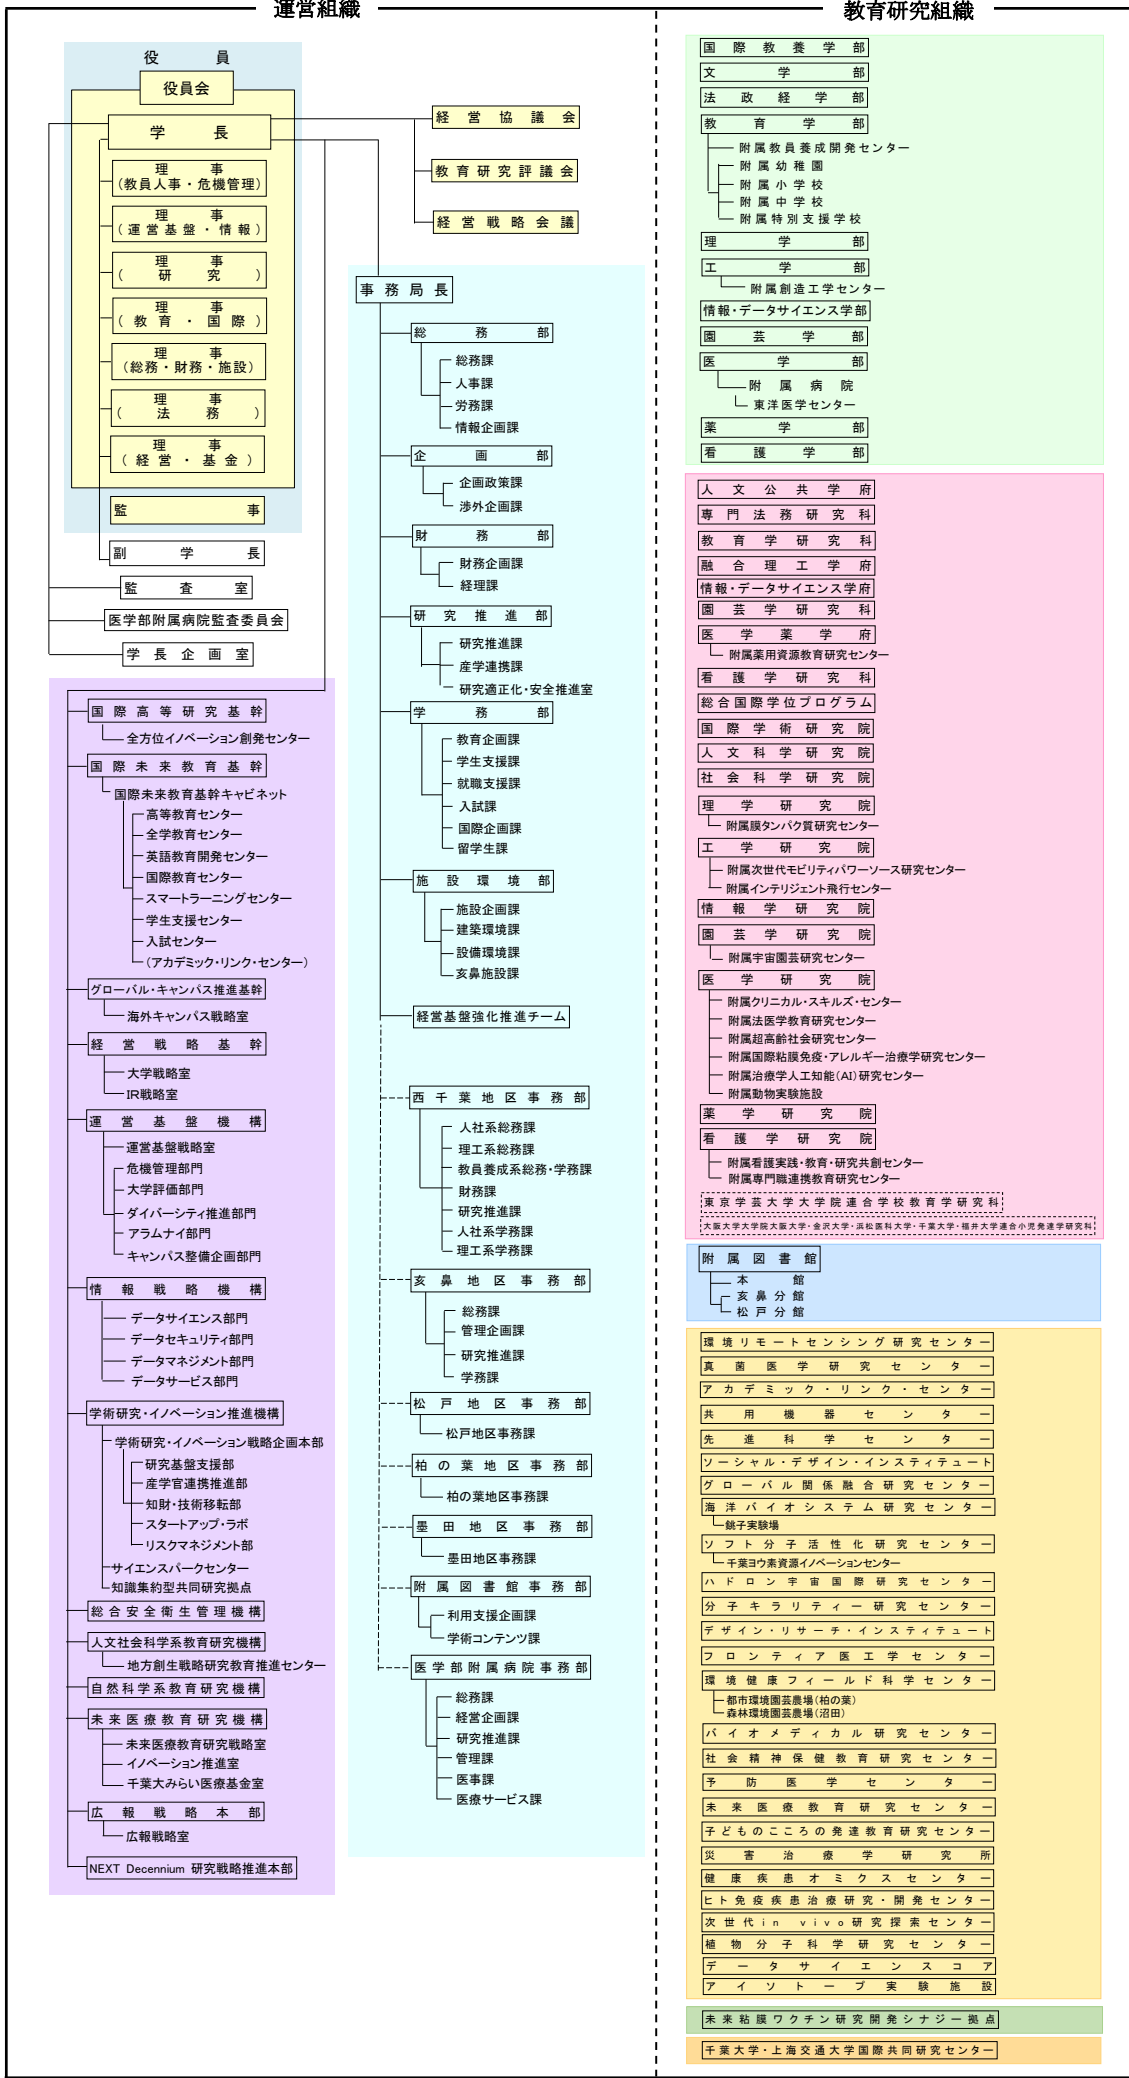 運営組織
役員
役員会
学長
理事
(教員人事・危機管理)
理事
(運営基盤・情報)
理事
(研究)
理事
(教育・国際)
理事
(総務・財務・施設)
理事
(法務)
理事
(経営・基金)
監事
副学長
監査室
医学部附属病院監査委員会
学長企画室
経営協議会
教育研究評議会
経営戦略会議
国際高等研究基幹
全方位イノベーション創発センター
国際未来教育基幹
国際未来教育基幹キャビネット
高等教育センター
全学教育センター
英語教育開発センター
国際教育センター
スマートラーニングセンター
学生支援センター
入試センター
(アカデミック・リンク・センター)
グローバル・キャンパス推進基幹
海外キャンパス戦略室
経営戦略基幹
大学戦略室
IR戦略室
運営基盤機構
運営基盤戦略室
危機管理部門
大学評価部門
ダイバーシティ推進部門
アラムナイ部門
キャンパス整備企画部門
情報戦略機構
データサイエンス部門
データセキュリティ部門
データマネジメント部門
データサービス部門
学術研究・イノベーション推進機構
学術研究・イノベーション戦略企画本部
研究基盤支援部
産学官連携推進部
知財・技術移転部
スタートアップ・ラボ
リスクマネジメント部
サイエンスパークセンター
知識集約型共同研究拠点
総合安全衛生管理機構
人文社会科学系教育研究機構
地方創生戦略研究教育推進センター
自然科学系教育研究機構
未来医療教育研究機構
未来医療教育研究戦略室
イノベーション推進室
千葉大みらい医療基金室
広報戦略本部
広報戦略室
NEXT Decennium 研究戦略推進本部
事務局長
総務部
総務課
人事課
労務課
情報企画課
企画部
企画政策課
渉外企画課
財務部
財務企画課
経理課
研究推進部
研究推進課
産学連携課
研究適正化・安全推進室
学務部
教育企画課
学生支援課
就職支援課
入試課
国際企画課
留学生課
施設環境部
施設企画課
建築環境課
設備環境課
亥鼻施設課
経営基盤強化推進チーム
西千葉地区事務部
人社系総務課
理工系総務課
教員養成系総務・学務課
財務課
研究推進課
人社系学務課
理工系学務課
亥鼻地区事務部
総務課
管理企画課
研究推進課
学務課
松戸地区事務部
松戸地区事務課
柏の葉地区事務部
柏の葉地区事務課
墨田地区事務部
墨田地区事務課
附属図書館事務部
利用支援企画課
学術コンテンツ課
医学部附属病院事務部
総務課
経営企画課
研究推進課
管理課
医事課
医療サービス課
教育研究組織
国際教養学部
文学部
法政経学部
教育学部
附属教員養成開発センター
附属幼稚園
附属小学校
附属中学校
附属特別支援学校
理学部
工学部
附属創造工学センター
情報・データサイエンス学部
園芸学部
医学部
附属病院
東洋医学センター
薬学部
看護学部
人文公共学府
専門法務研究科
教育学研究科
融合理工学府
情報・データサイエンス学府
園芸学研究科
医学薬学府
附属薬用資源教育研究センター
看護学研究科
総合国際学位プログラム
国際学術研究院
人文科学研究院
社会科学研究院
理学研究院
附属膜タンパク質研究センター
工学研究院
附属次世代モビリティパワーソース研究センター
附属インテリジェント飛行センター
情報学研究院
園芸学研究院
附属宇宙園芸研究センター
医学研究院
附属クリニカル・スキルズ・センター
附属法医学教育研究センター
附属超高齢社会研究センター
附属国際粘膜免疫・アレルギー治療学研究センター
附属治療学人工知能(AI)研究センター
附属動物実験施設
薬学研究院
看護学研究院
附属看護実践・教育・研究共創センター
附属専門職連携教育研究センター
東京学芸大学大学院連合学校教育学研究科
大阪大学大学院大阪大学・金沢大学・浜松医科大学・千葉大学・福井大学連合小児発達学研究科
附属図書館
本館
亥鼻分館
松戸分館
環境リモートセンシング研究センター
真菌医学研究センター
アカデミック・リンク・センター
共用機器センター
先進科学センター
ソーシャル・デザイン・インスティテュート
グローバル関係融合研究センター
海洋バイオシステム研究センター
銚子実験場
ソフト分子活性化研究センター
千葉ヨウ素資源イノベーションセンター
ハドロン宇宙国際研究センター
分子キラリティー研究センター
デザイン・リサーチ・インスティテュート
フロンティア医工学センター
環境健康フィールド科学センター
都市環境園芸農場(柏の葉)
森林環境園芸農場(沼田)
バイオメディカル研究センター
社会精神保健教育研究センター
予防医学センター
未来医療教育研究センター
子どものこころの発達教育研究センター
災害治療学研究所
健康疾患オミクスセンター
ヒト免疫疾患治療研究・開発センター
次世代in vivo研究探索センター
植物分子科学研究センター
データサイエンスコア
アイソトープ実験施設
未来粘膜ワクチン研究開発シナジー拠点
千葉大学・上海交通大学国際共同研究センター